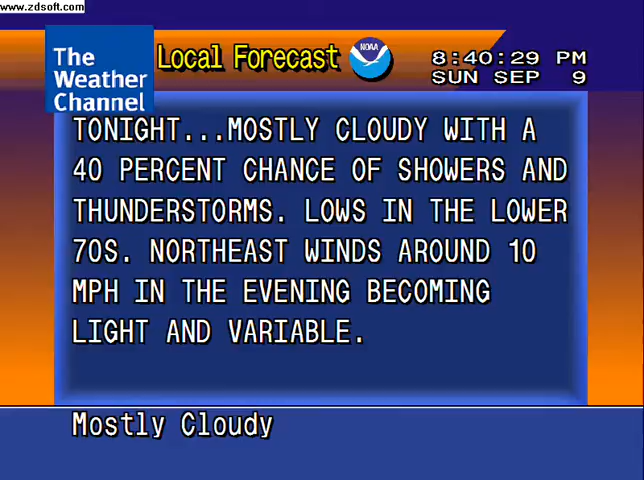 www.zdsoft.com
The
Weather
Channel
Local Forecast
NOAA
8:40:29 PM
SUN SEP 9
TONIGHT...MOSTLY CLOUDY WITH A
40 PERCENT CHANCE OF SHOWERS AND
THUNDERSTORMS. LOWS IN THE LOWER
70S. NORTHEAST WINDS AROUND 10
MPH IN THE EVENING BECOMING
LIGHT AND VARIABLE.
Mostly Cloudy